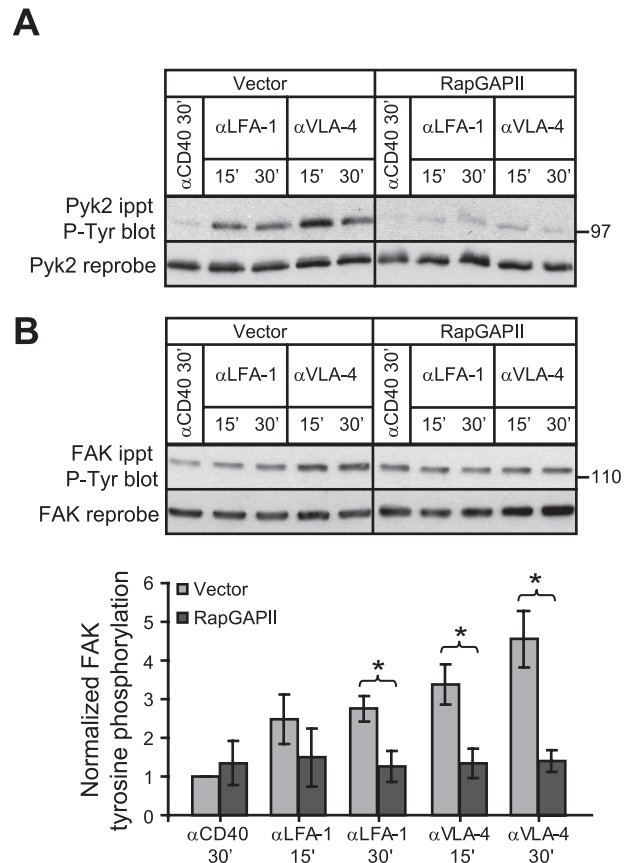 A
Vector RapGAPII
αCD40 30' αLFA-1 αVLA-4 αCD40 30' αLFA-1 αVLA-4
15' 30' 15' 30' 15' 30' 15' 30'
Pyk2 ippt
P-Tyr blot
97
Pyk2 reprobe
B
Vector RapGAPII
αCD40 30' αLFA-1 αVLA-4 αCD40 30' αLFA-1 αVLA-4
15' 30' 15' 30' 15' 30' 15' 30'
FAK ippt
P-Tyr blot
110
FAK reprobe
Normalized FAK
tyrosine phosphorylation
6
5
4
3
2
1
0
Vector
RapGAPII
* * *
αCD40 αLFA-1 αLFA-1 αVLA-4 αVLA-4
30' 15' 30' 15' 30'